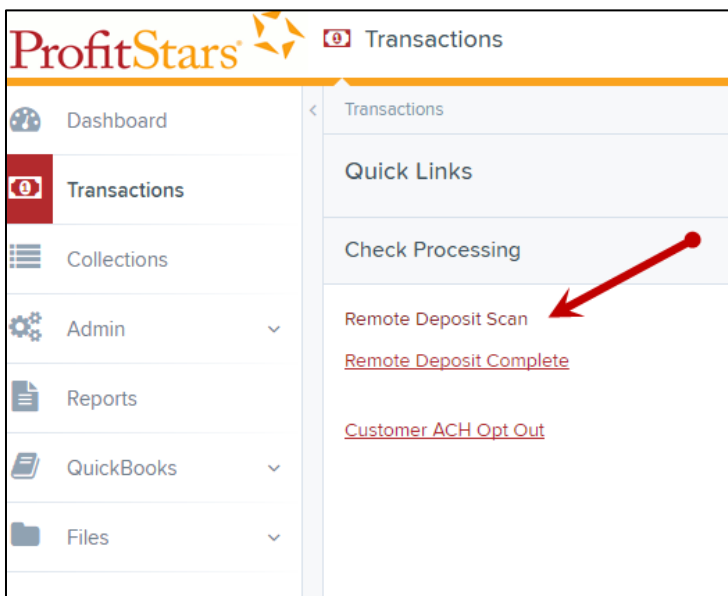 ProfitStars®
Transactions
Dashboard
Transactions
Collections
Admin
Reports
QuickBooks
Files
Transactions
Quick Links
Check Processing
Remote Deposit Scan
Remote Deposit Complete
Customer ACH Opt Out